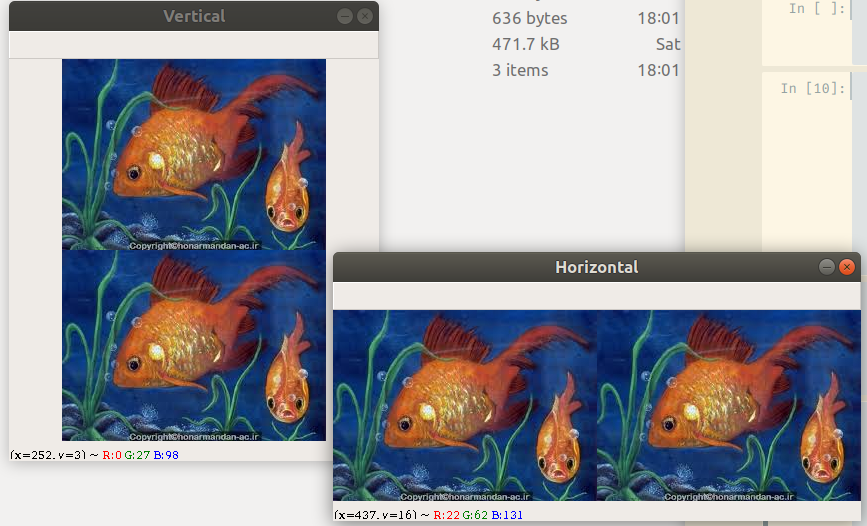 Vertical
636 bytes 18:01
471.7 kB Sat
3 items 18:01
In [ ]:
In [10]:
Copyright©honarmandan-ac.ir
Copyright©honarmandan-ac.ir
(x=252, y=3) ~ R:0 G:27 B:98
Horizontal
Copyright©honarmandan-ac.ir Copyright©honarmandan-ac.ir
(x=437, y=16) ~ R:22 G:62 B:131